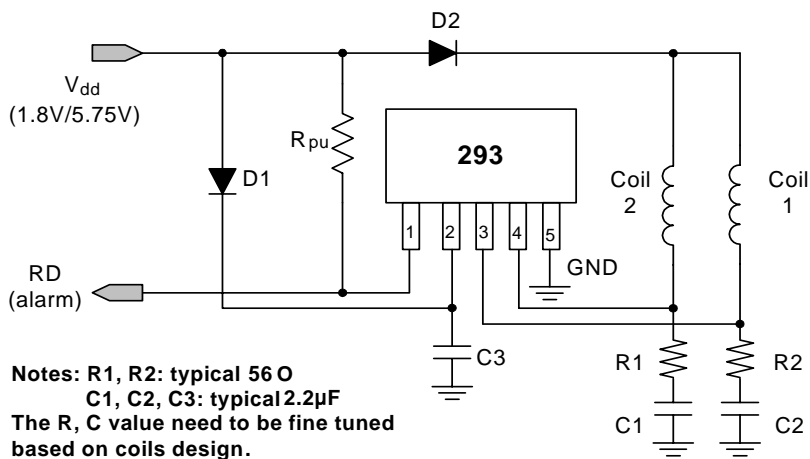 D2
Vdd
(1.8V/5.75V)
Rpu
293
D1
Coil
2
Coil
1
1 2 3 4 5
GND
RD
(alarm)
C3
R1
R2
C1
C2
Notes: R1, R2: typical 56 O
C1, C2, C3: typical 2.2µF
The R, C value need to be fine tuned
based on coils design.